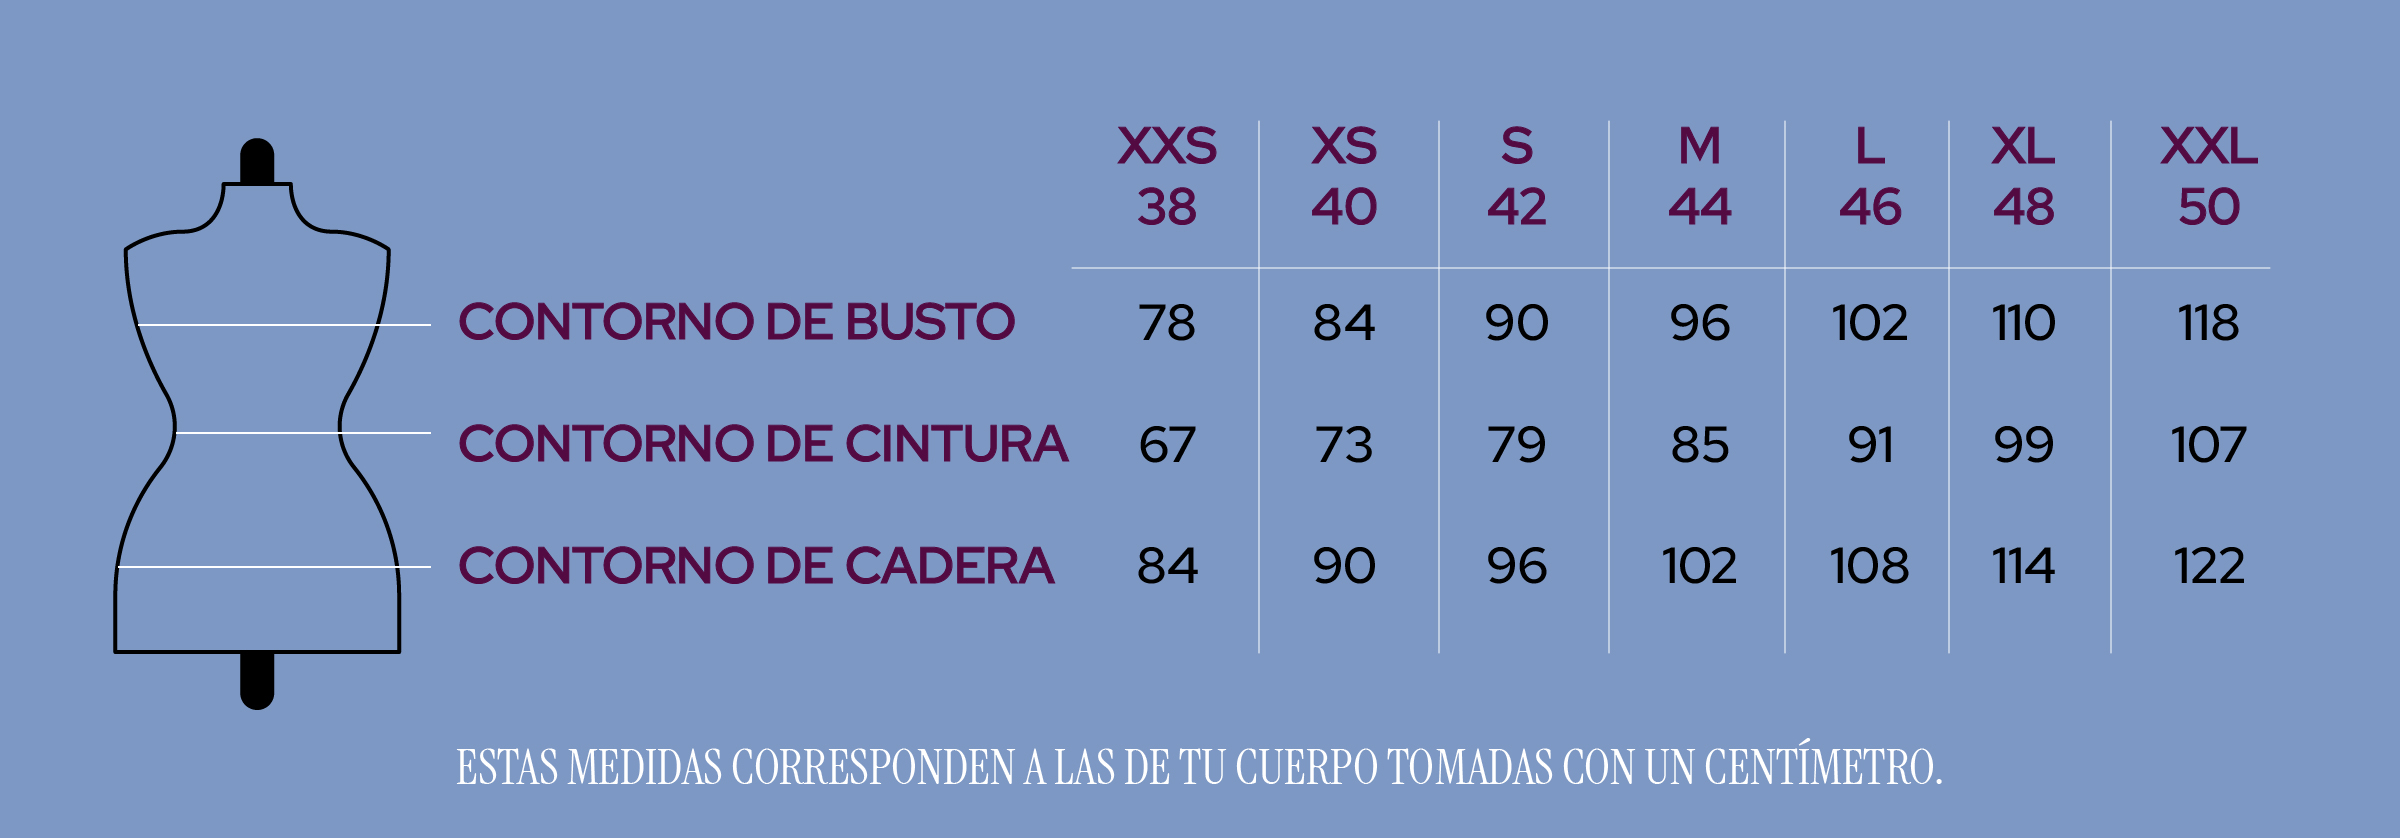 XXS XS S M L XL XXL
38 40 42 44 46 48 50
CONTORNO DE BUSTO 78 84 90 96 102 110 118
CONTORNO DE CINTURA 67 73 79 85 91 99 107
CONTORNO DE CADERA 84 90 96 102 108 114 122
ESTAS MEDIDAS CORRESPONDEN A LAS DE TU CUERPO TOMADAS CON UN CENTÍMETRO.